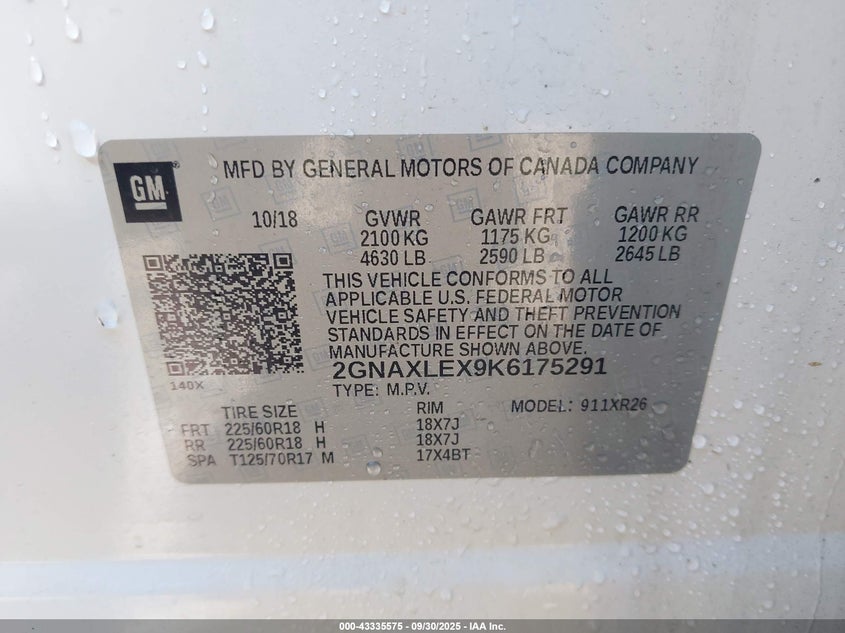 GM
MFD BY GENERAL MOTORS OF CANADA COMPANY
10/18 GVWR GAWR FRT GAWR RR
2100 KG 1175 KG 1200 KG
4630 LB 2590 LB 2645 LB
THIS VEHICLE CONFORMS TO ALL
APPLICABLE U.S. FEDERAL MOTOR
VEHICLE SAFETY AND THEFT PREVENTION
STANDARDS IN EFFECT ON THE DATE OF
MANUFACTURE SHOWN ABOVE.
2GNAXLEX9K6175291
140X
TYPE: M.P.V.
TIRE SIZE RIM MODEL: 911XR26
FRT 225/60R18 H 18X7J
RR 225/60R18 H 18X7J
SPA T125/70R17 M 17X4BT
000-43335575 - 09/30/2025 - IAA Inc.